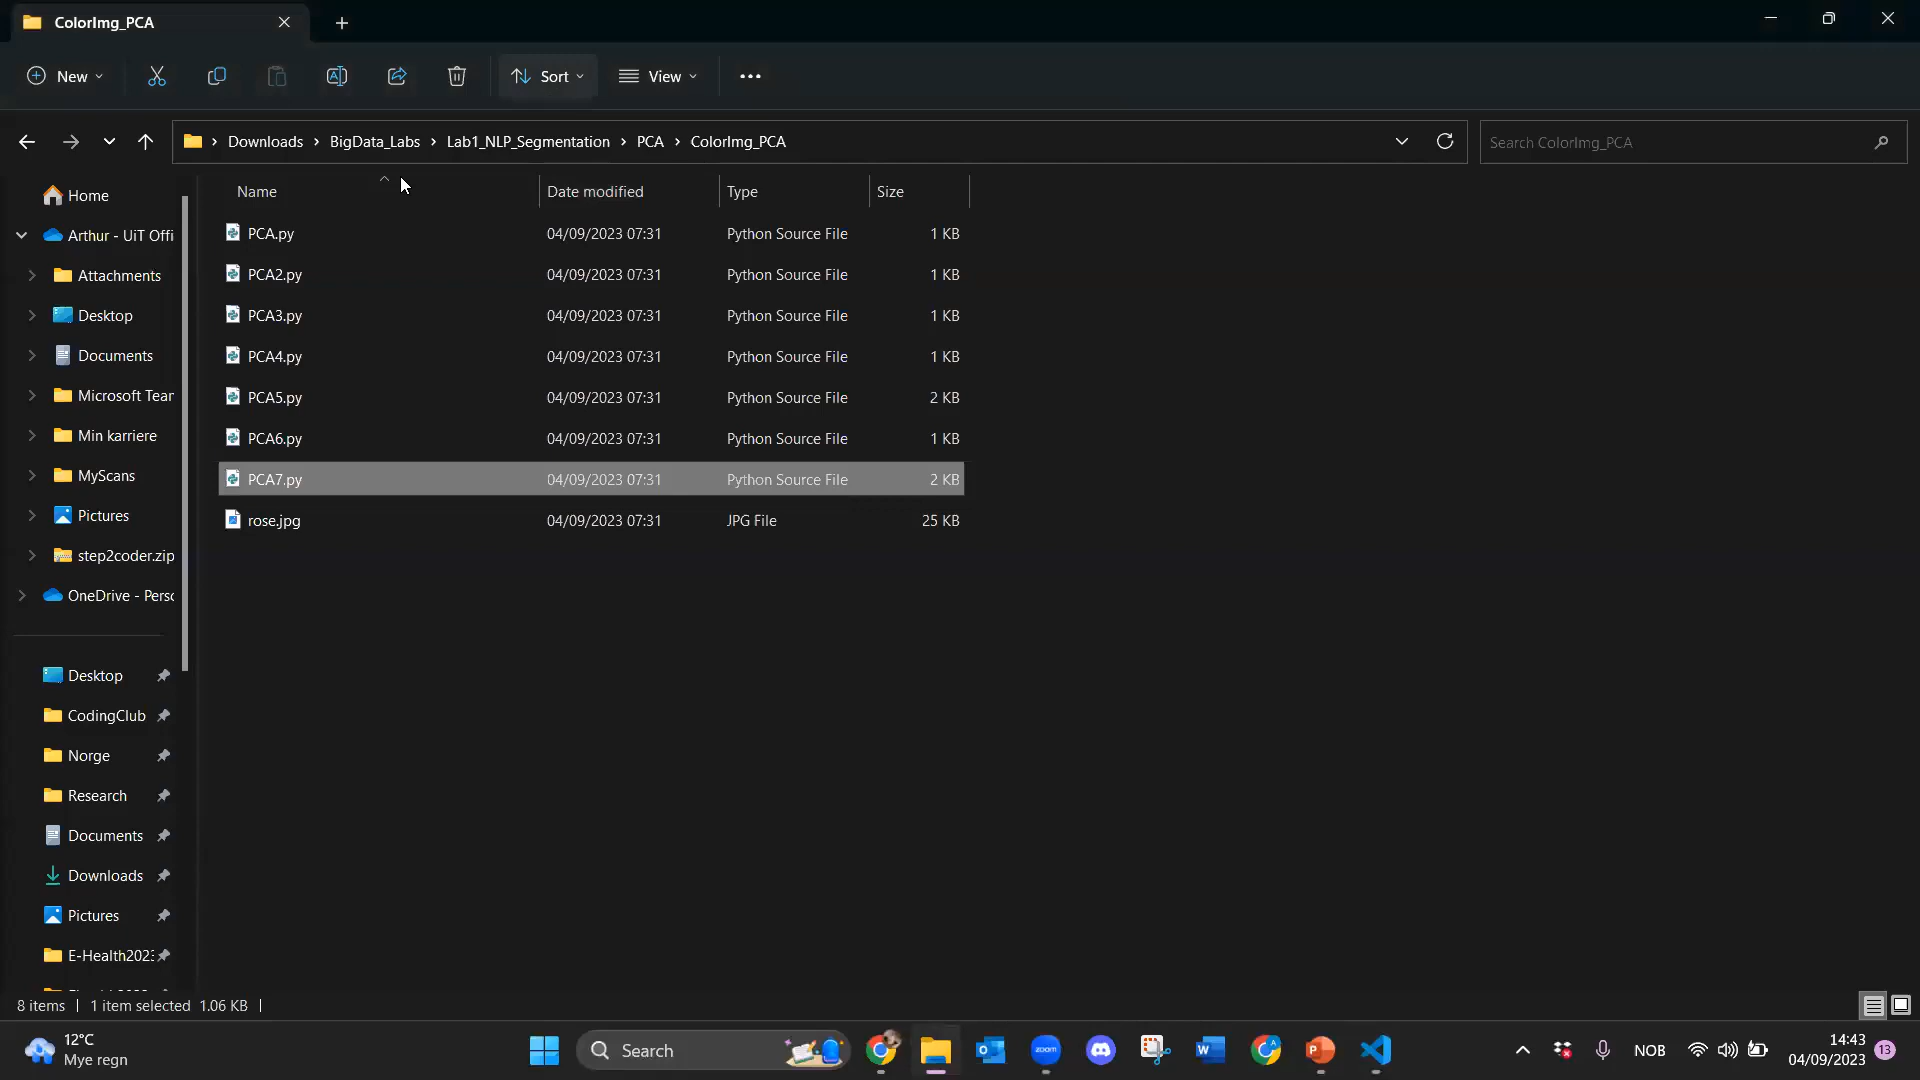 ColorImg_PCA
New
Sort
View
Downloads
BigData_Labs
Lab1_NLP_Segmentation
PCA
ColorImg_PCA
Search ColorImg_PCA
Home
Arthur - UiT Offi
Attachments
Desktop
Documents
Microsoft Tear
Min karriere
MyScans
Pictures
step2coder.zip
OneDrive - Persc
Desktop
CodingClub
Norge
Research
Documents
Downloads
Pictures
E-Health2023
Name Date modified Type Size
PCA.py 04/09/2023 07:31 Python Source File 1 KB
PCA2.py 04/09/2023 07:31 Python Source File 1 KB
PCA3.py 04/09/2023 07:31 Python Source File 1 KB
PCA4.py 04/09/2023 07:31 Python Source File 1 KB
PCA5.py 04/09/2023 07:31 Python Source File 2 KB
PCA6.py 04/09/2023 07:31 Python Source File 1 KB
PCA7.py 04/09/2023 07:31 Python Source File 2 KB
rose.jpg 04/09/2023 07:31 JPG File 25 KB
8 items | 1 item selected 1.06 KB |
12°C
Mye regn
Search
zoom
NOB
14:43
04/09/2023
13